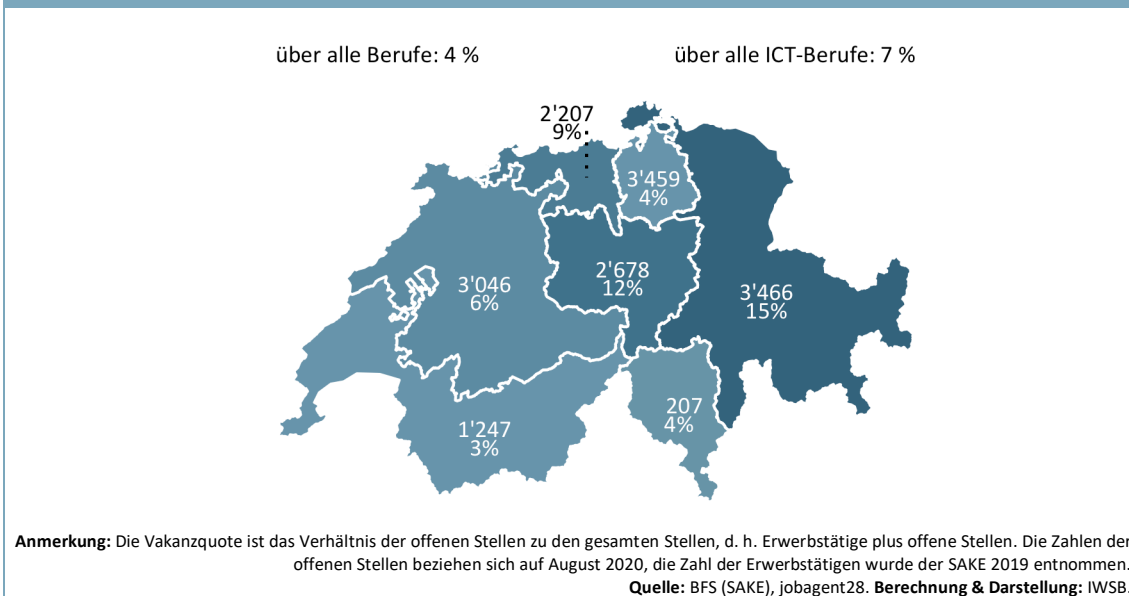 über alle Berufe: 4 %
über alle ICT-Berufe: 7 %
2'207
9%
3'459
4%
3'046
6%
2'678
12%
3'466
15%
207
4%
1'247
3%
Anmerkung: Die Vakanzquote ist das Verhältnis der offenen Stellen zu den gesamten Stellen, d. h. Erwerbstätige plus offene Stellen. Die Zahlen der
offenen Stellen beziehen sich auf August 2020, die Zahl der Erwerbstätigen wurde der SAKE 2019 entnommen.
Quelle: BFS (SAKE), jobagent28. Berechnung & Darstellung: IWSB.